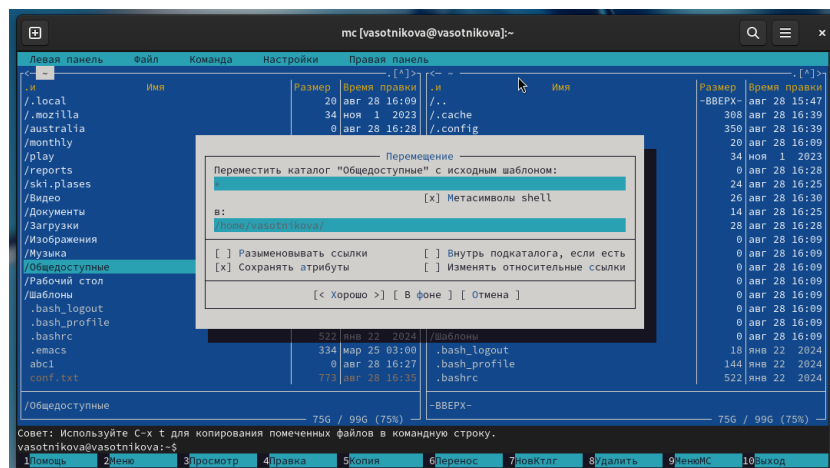 mc [vasotnikova@vasotnikova]:~
Левая панель Файл Команда Настройки Правая панель
<─ ~ .[^]> <─ ~ .[^]>
.и Имя Размер Время правки .и Имя Размер Время правки
/.local 20 авг 28 16:09 /.. -ВВЕРХ- авг 28 15:47
/.mozilla 34 ноя 1 2023 /.cache 308 авг 28 16:39
/australia 0 авг 28 16:28 /.config 350 авг 28 16:39
/monthly 20 авг 28 16:09
/play 34 ноя 1 2023
/reports 0 авг 28 16:28
/ski.plases 24 авг 28 16:25
/Видео 26 авг 28 16:30
/Документы 14 авг 28 16:25
/Загрузки 28 авг 28 16:28
/Изображения 0 авг 28 16:09
/Музыка 0 авг 28 16:09
/Общедоступные 0 авг 28 16:09
/Рабочий стол 0 авг 28 16:09
/Шаблоны 0 авг 28 16:09
.bash_logout 0 авг 28 16:09
.bash_profile 0 авг 28 16:09
.bashrc 522 янв 22 2024 /Шаблоны 0 авг 28 16:09
.emacs 334 мар 25 03:00 .bash_logout 18 янв 22 2024
abc1 0 авг 28 16:27 .bash_profile 144 янв 22 2024
conf.txt 773 авг 28 16:35 .bashrc 522 янв 22 2024
Перемещение
Переместить каталог "Общедоступные" с исходным шаблоном:
*
[x] Метасимволы shell
в:
/home/vasotnikova/
[ ] Разыменовывать ссылки [ ] Внутрь подкаталога, если есть
[x] Сохранять атрибуты [ ] Изменять относительные ссылки
[< Хорошо >] [ В фоне ] [ Отмена ]
/Общедоступные -ВВЕРХ-
75G / 99G (75%) 75G / 99G (75%)
Совет: Используйте C-x t для копирования помеченных файлов в командную строку.
vasotnikova@vasotnikova:~$
1Помощь 2Меню 3Просмотр 4Правка 5Копия 6Перенос 7НовКтлг 8Удалить 9МенюMC 10Выход